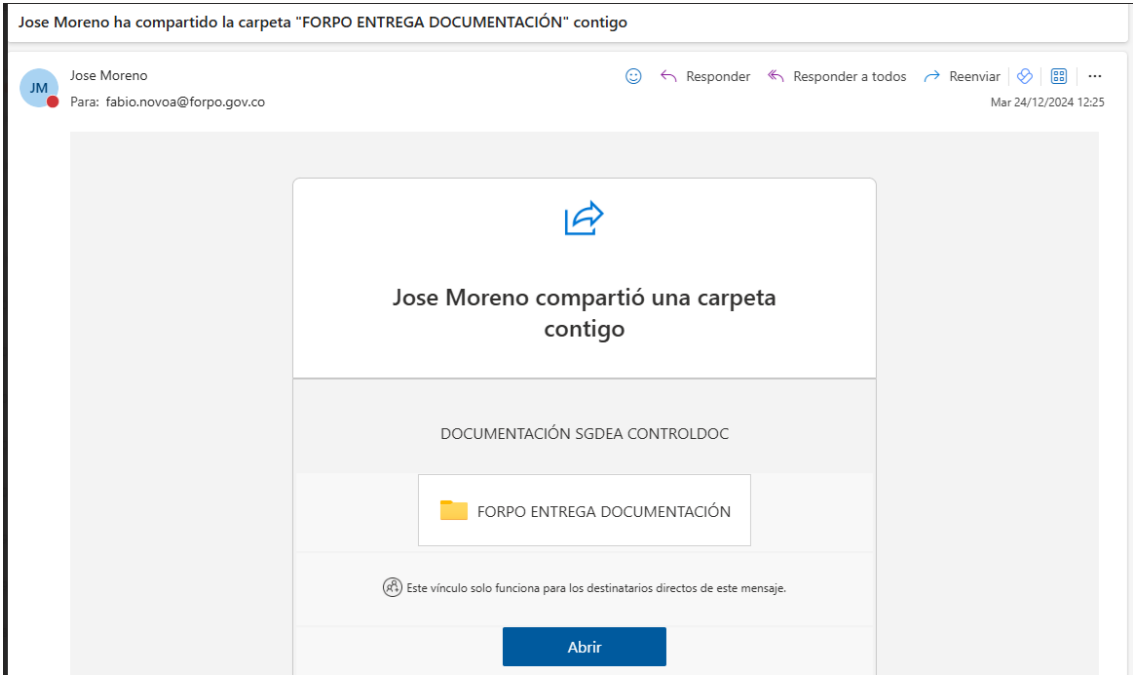 Jose Moreno ha compartido la carpeta "FORPO ENTREGA DOCUMENTACIÓN" contigo
JM
Jose Moreno
Responder
Responder a todos
Reenviar
Para: fabio.novoa@forpo.gov.co
Mar 24/12/2024 12:25
Jose Moreno compartió una carpeta
contigo
DOCUMENTACIÓN SGDEA CONTROLDOC
FORPO ENTREGA DOCUMENTACIÓN
Este vínculo solo funciona para los destinatarios directos de este mensaje.
Abrir